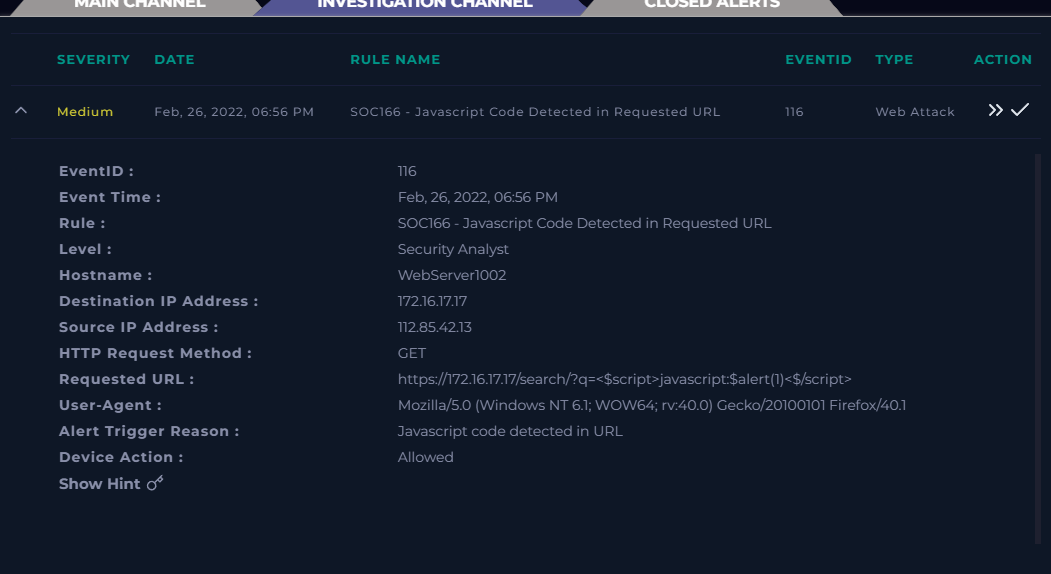 MAIN CHANNEL INVESTIGATION CHANNEL CLOSED ALERTS
SEVERITY DATE RULE NAME EVENTID TYPE ACTION
Medium Feb, 26, 2022, 06:56 PM SOC166 - Javascript Code Detected in Requested URL 116 Web Attack
EventID : 116
Event Time : Feb, 26, 2022, 06:56 PM
Rule : SOC166 - Javascript Code Detected in Requested URL
Level : Security Analyst
Hostname : WebServer1002
Destination IP Address : 172.16.17.17
Source IP Address : 112.85.42.13
HTTP Request Method : GET
Requested URL : https://172.16.17.17/search/?q=<$script>javascript:$alert(1)<$/script>
User-Agent : Mozilla/5.0 (Windows NT 6.1; WOW64; rv:40.0) Gecko/20100101 Firefox/40.1
Alert Trigger Reason : Javascript code detected in URL
Device Action : Allowed
Show Hint